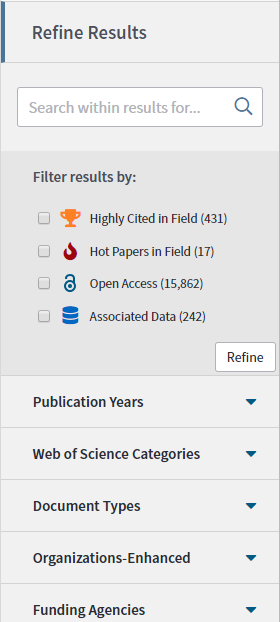 Refine Results
Search within results for...
Filter results by:
Highly Cited in Field (431)
Hot Papers in Field (17)
Open Access (15,862)
Associated Data (242)
Refine
Publication Years
Web of Science Categories
Document Types
Organizations-Enhanced
Funding Agencies